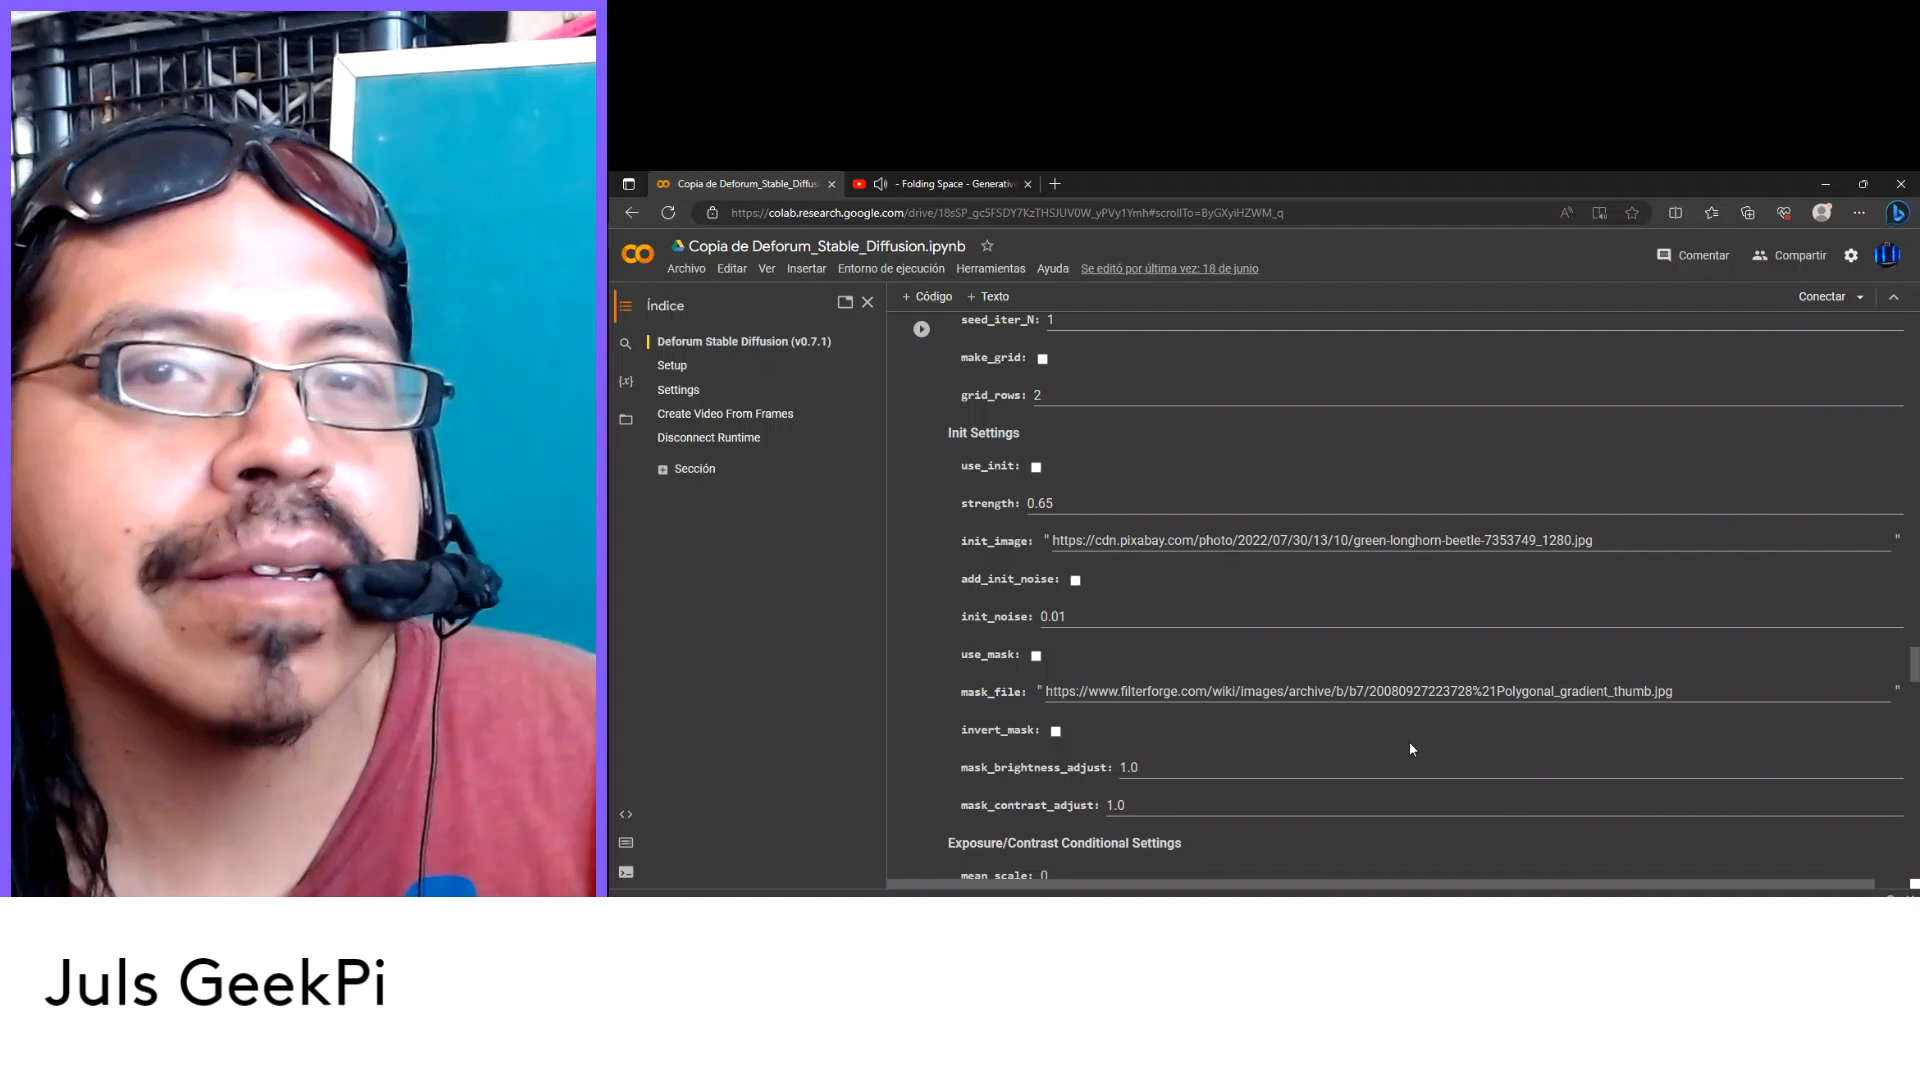 Copia de Deforum_Stable_Diffus
- Folding Space - Generativ
https://colab.research.google.com/drive/18sSP_gc5FSDY7KzTHSJUV0W_yPVy1Ymh#scrollTo=ByGXyiHZWM_q
Copia de Deforum_Stable_Diffusion.ipynb
Comentar
Compartir
Archivo Editar Ver Insertar Entorno de ejecución Herramientas Ayuda Se editó por última vez: 18 de junio
Índice
+ Código + Texto
Conectar
Deforum Stable Diffusion (v0.7.1)
Setup
Settings
Create Video From Frames
Disconnect Runtime
Sección
seed_iter_N: 1
make_grid:
grid_rows: 2
Init Settings
use_init:
strength: 0.65
init_image: " https://cdn.pixabay.com/photo/2022/07/30/13/10/green-longhorn-beetle-7353749_1280.jpg "
add_init_noise:
init_noise: 0.01
use_mask:
mask_file: " https://www.filterforge.com/wiki/images/archive/b/b7/20080927223728%21Polygonal_gradient_thumb.jpg "
invert_mask:
mask_brightness_adjust: 1.0
mask_contrast_adjust: 1.0
Exposure/Contrast Conditional Settings
mean_scale: 0
Juls GeekPi